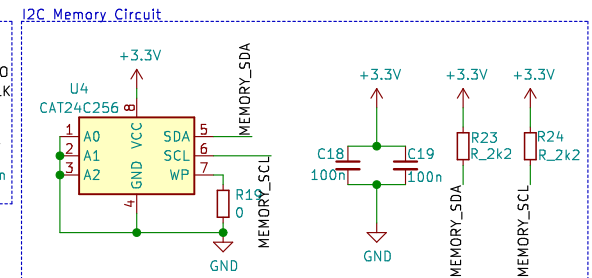 I2C Memory Circuit
+3.3V
U4
CAT24C256
8
VCC
1 A0
2 A1
3 A2
SDA 5
SCL 6
WP 7
GND
4
MEMORY_SDA
MEMORY_SCL
R19
0
GND
+3.3V
C18
100n
C19
100n
GND
+3.3V
R23
R_2k2
MEMORY_SDA
+3.3V
R24
R_2k2
MEMORY_SCL